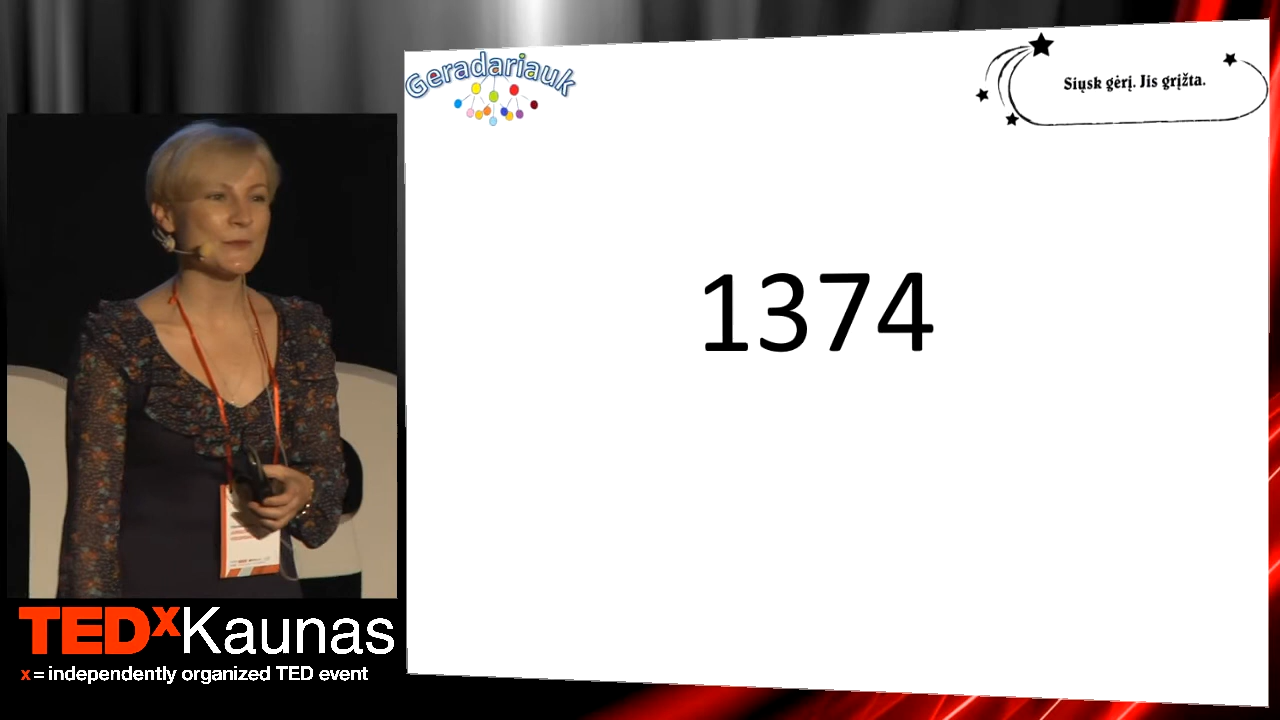 Geradariauk
Siųsk gėrį. Jis grįžta.
1374
TEDxKaunas
x = independently organized TED event